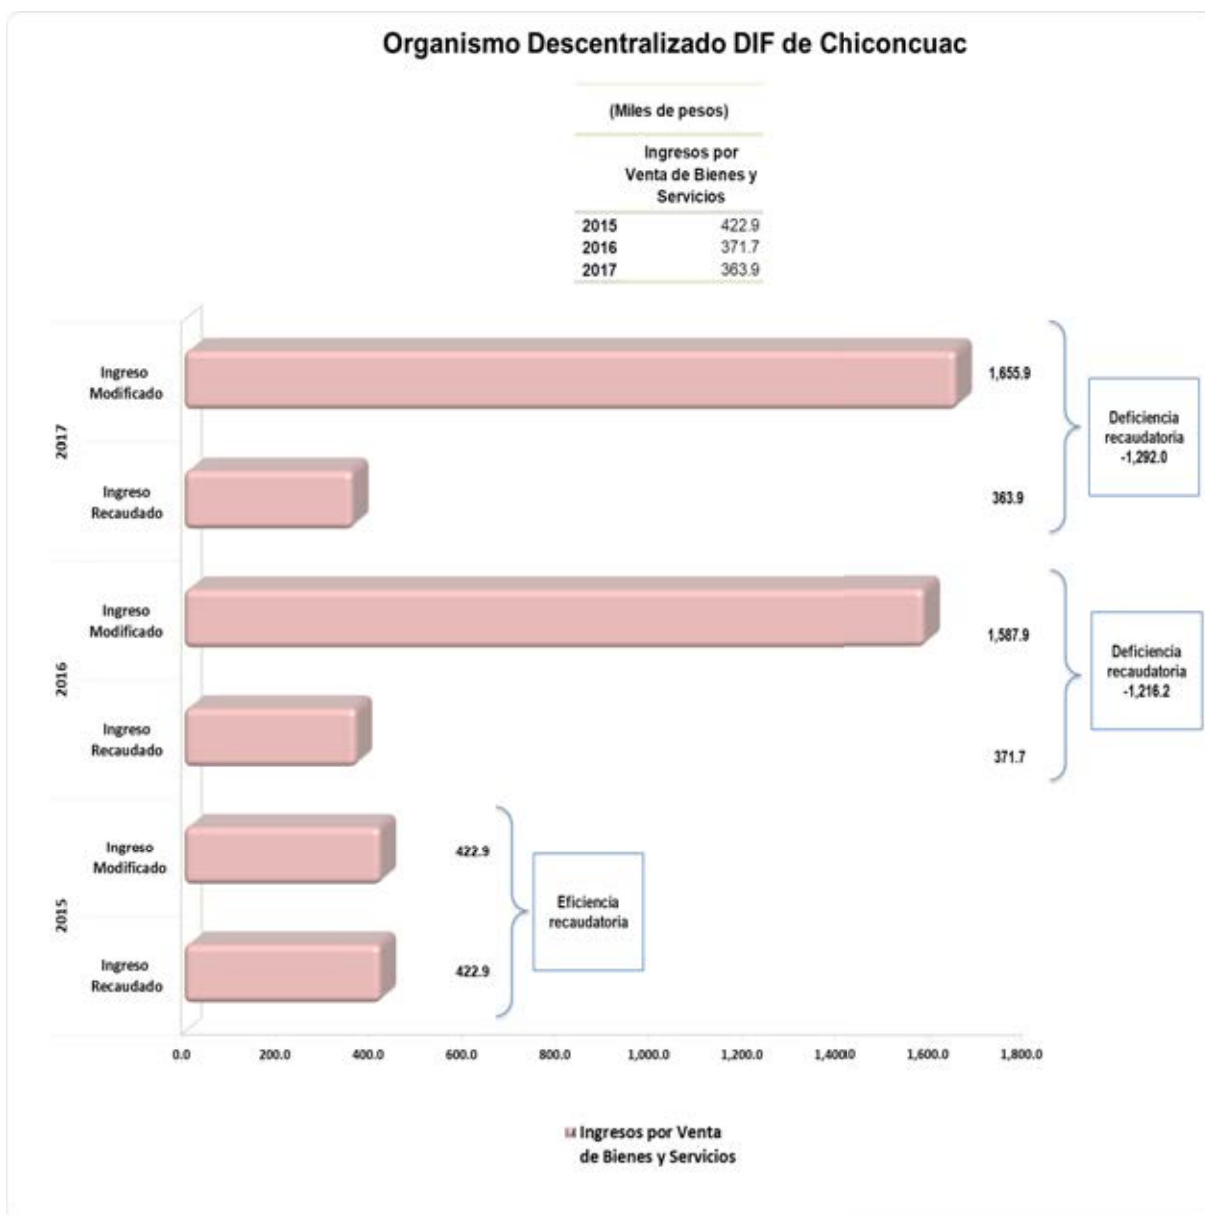 Organismo Descentralizado DIF de Chiconcuac
(Miles de pesos)
Ingresos por
Venta de Bienes y
Servicios
2015 422.9
2016 371.7
2017 363.9
2017
Ingreso
Modificado
1,655.9
Ingreso
Recaudado
363.9
Deficiencia
recaudatoria
-1,292.0
2016
Ingreso
Modificado
1,587.9
Ingreso
Recaudado
371.7
Deficiencia
recaudatoria
-1,216.2
2015
Ingreso
Modificado
422.9
Ingreso
Recaudado
422.9
Eficiencia
recaudatoria
0.0 200.0 400.0 600.0 800.0 1,000.0 1,200.0 1,400.0 1,600.0 1,800.0
Ingresos por Venta
de Bienes y Servicios